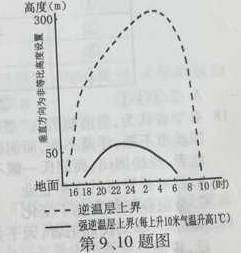 高度(m)
300
垂直方向为非等比高度设置
50
地面
16 18 20 22 24 2 4 6 8 10(时)
--- 逆温层上界
—— 强逆温层上界(每上升10米气温升高1℃)
第9、10题图